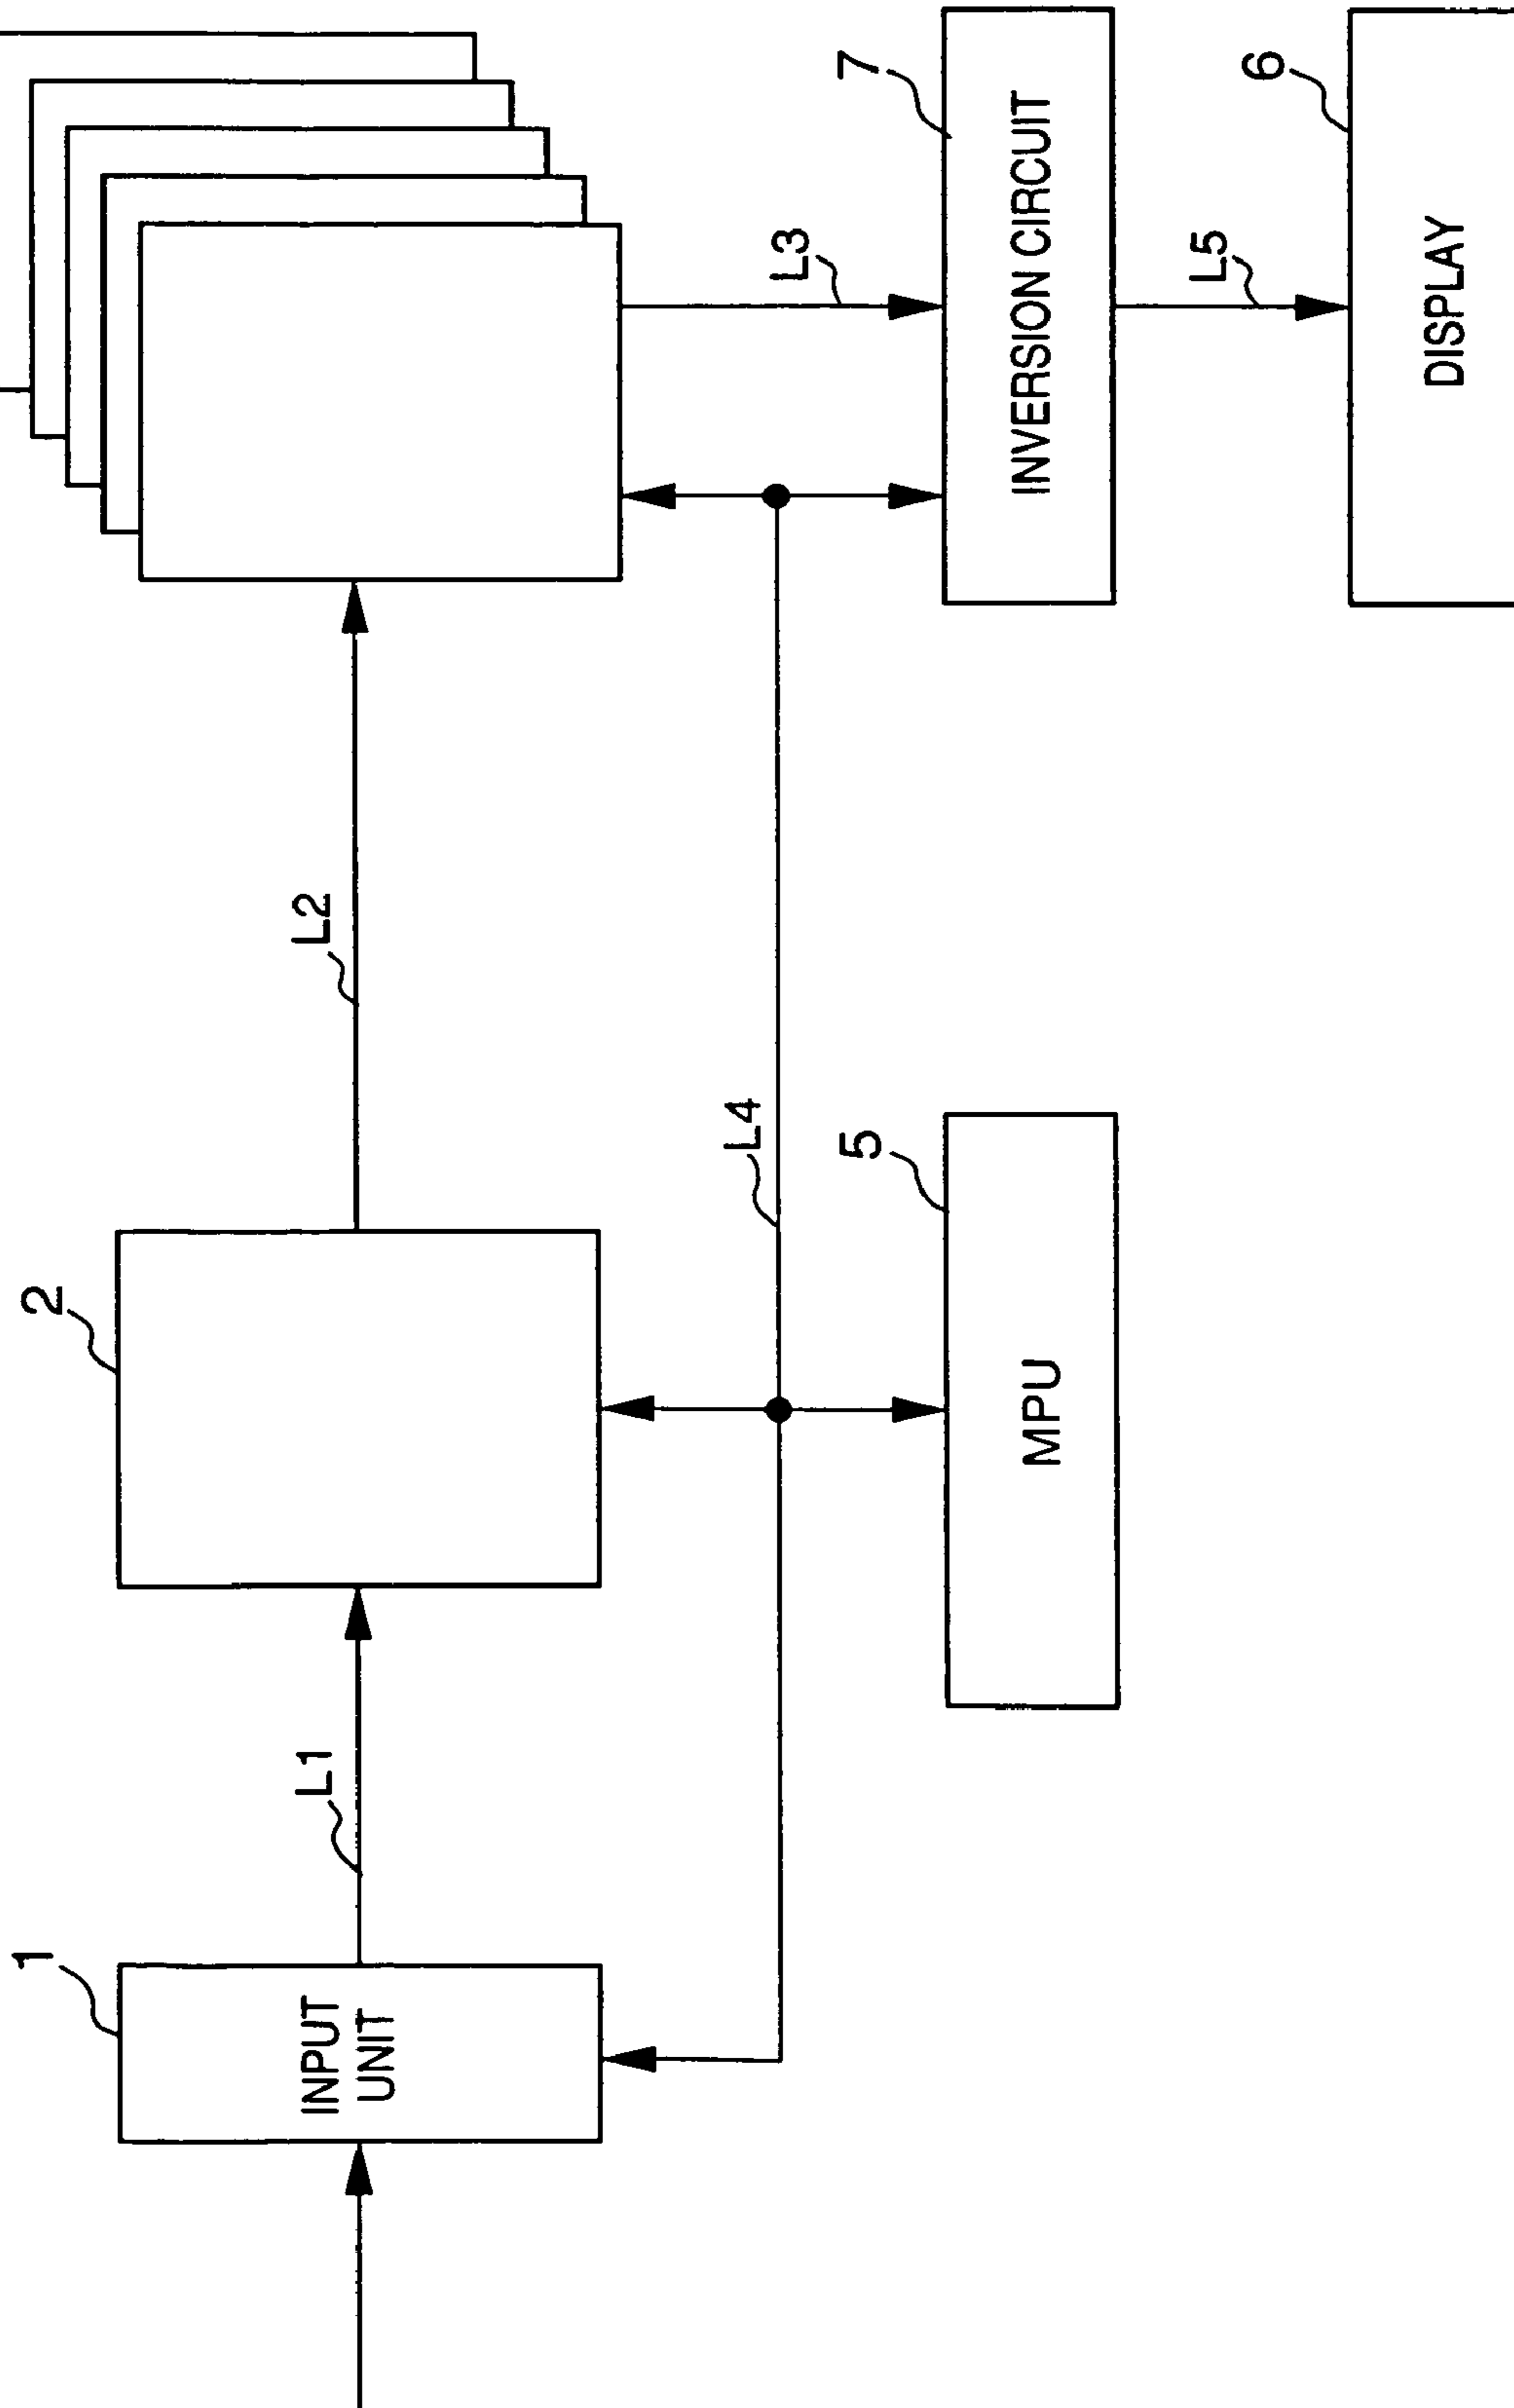 1
INPUT
UNIT
L1
2
L2
L4
L3
5
MPU
7
INVERSION CIRCUIT
L5
6
DISPLAY